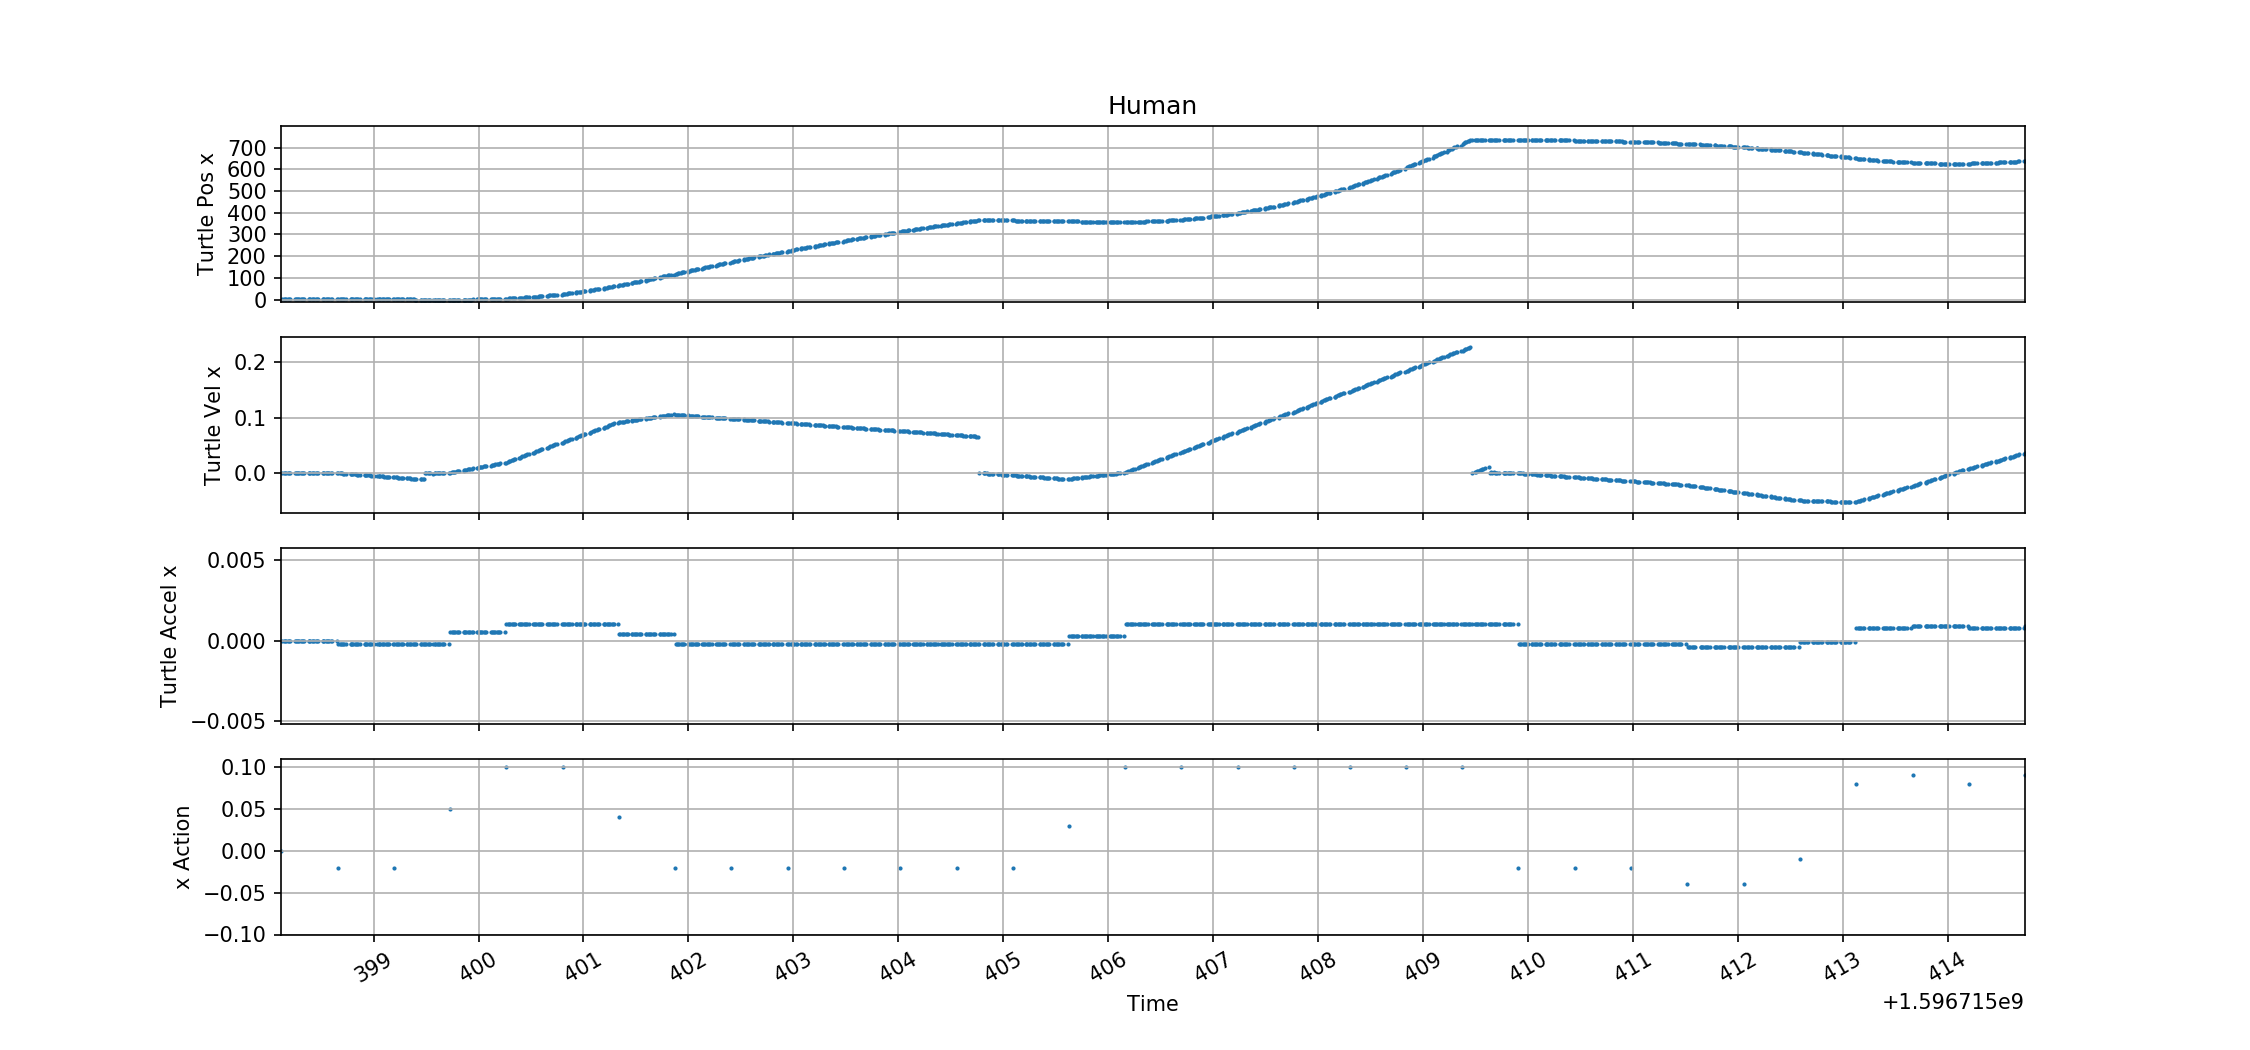 Human
Turtle Pos x
700
600
500
400
300
200
100
0
Turtle Vel x
0.2
0.1
0.0
Turtle Accel x
0.005
0.000
−0.005
x Action
0.10
0.05
0.00
−0.05
−0.10
399 400 401 402 403 404 405 406 407 408 409 410 411 412 413 414
Time
+1.596715e9